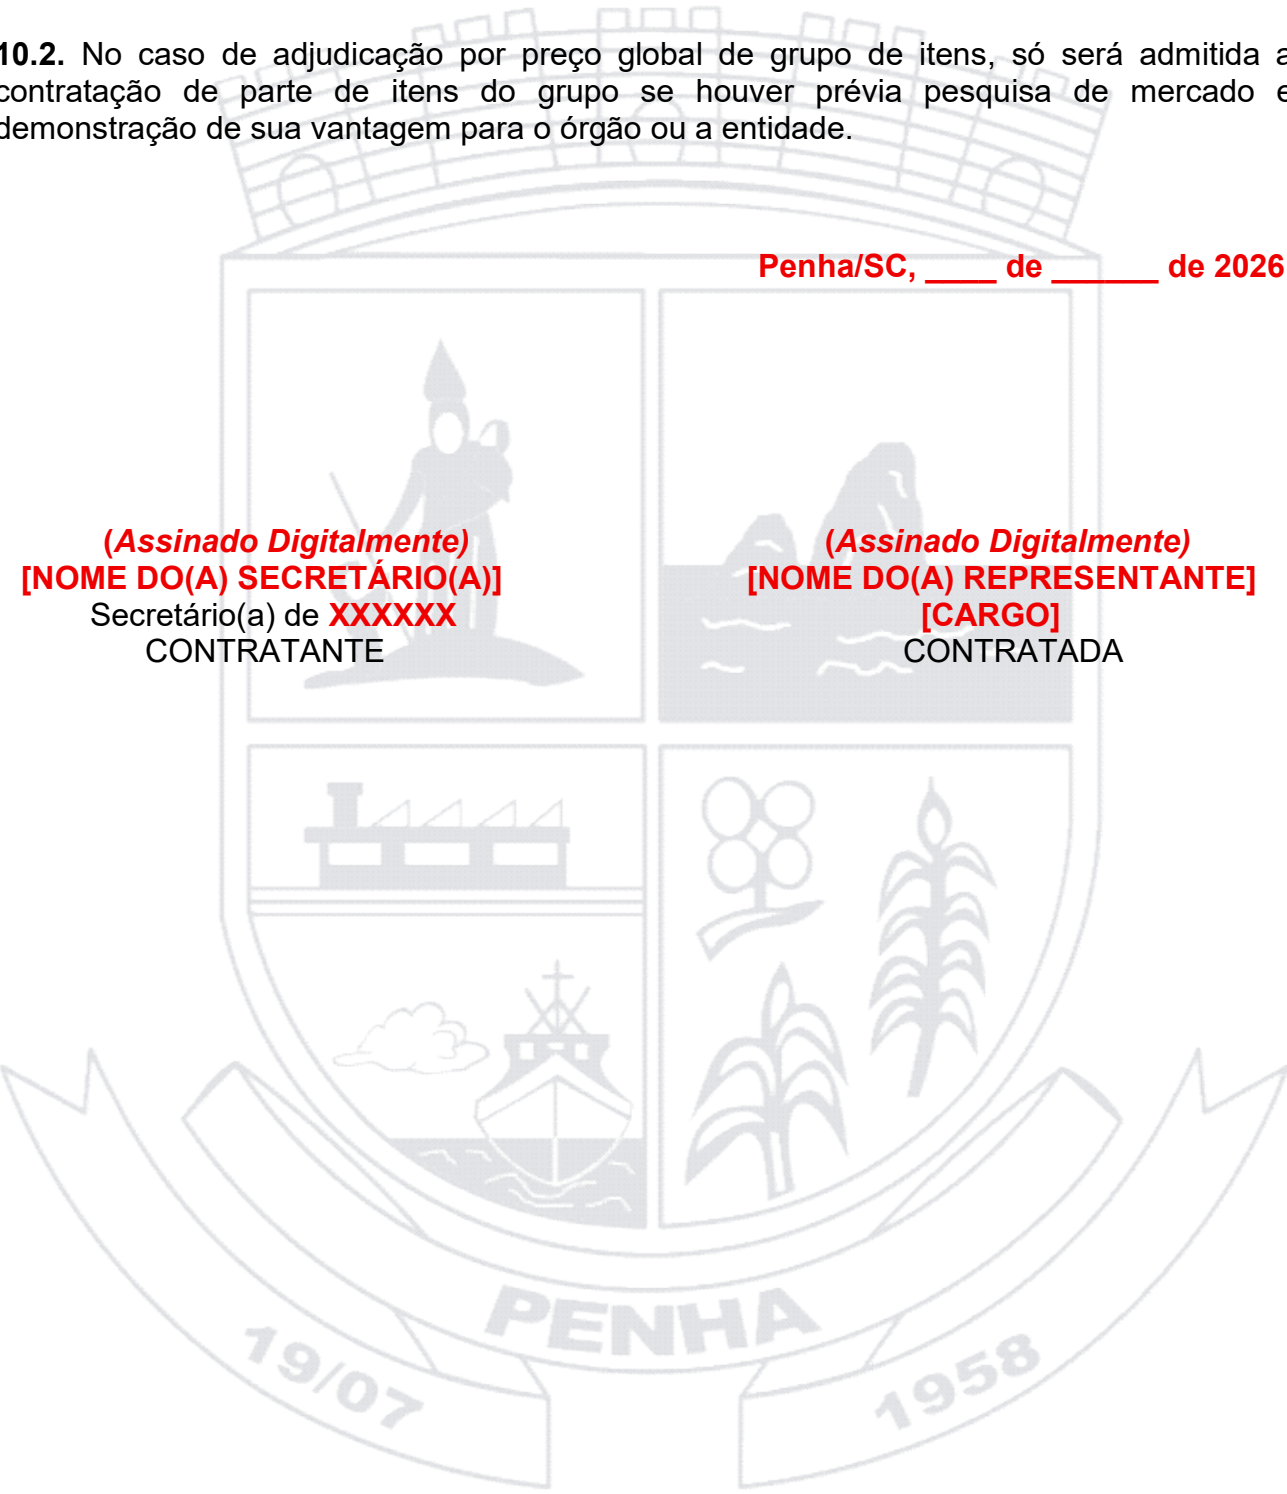 10.2. No caso de adjudicação por preço global de grupo de itens, só será admitida a
contratação de parte de itens do grupo se houver prévia pesquisa de mercado e
demonstração de sua vantagem para o órgão ou a entidade.
Penha/SC, ____ de ______ de 2026
(Assinado Digitalmente)
[NOME DO(A) SECRETÁRIO(A)]
Secretário(a) de XXXXXX
CONTRATANTE
(Assinado Digitalmente)
[NOME DO(A) REPRESENTANTE]
[CARGO]
CONTRATADA
PENHA
19/07
1958